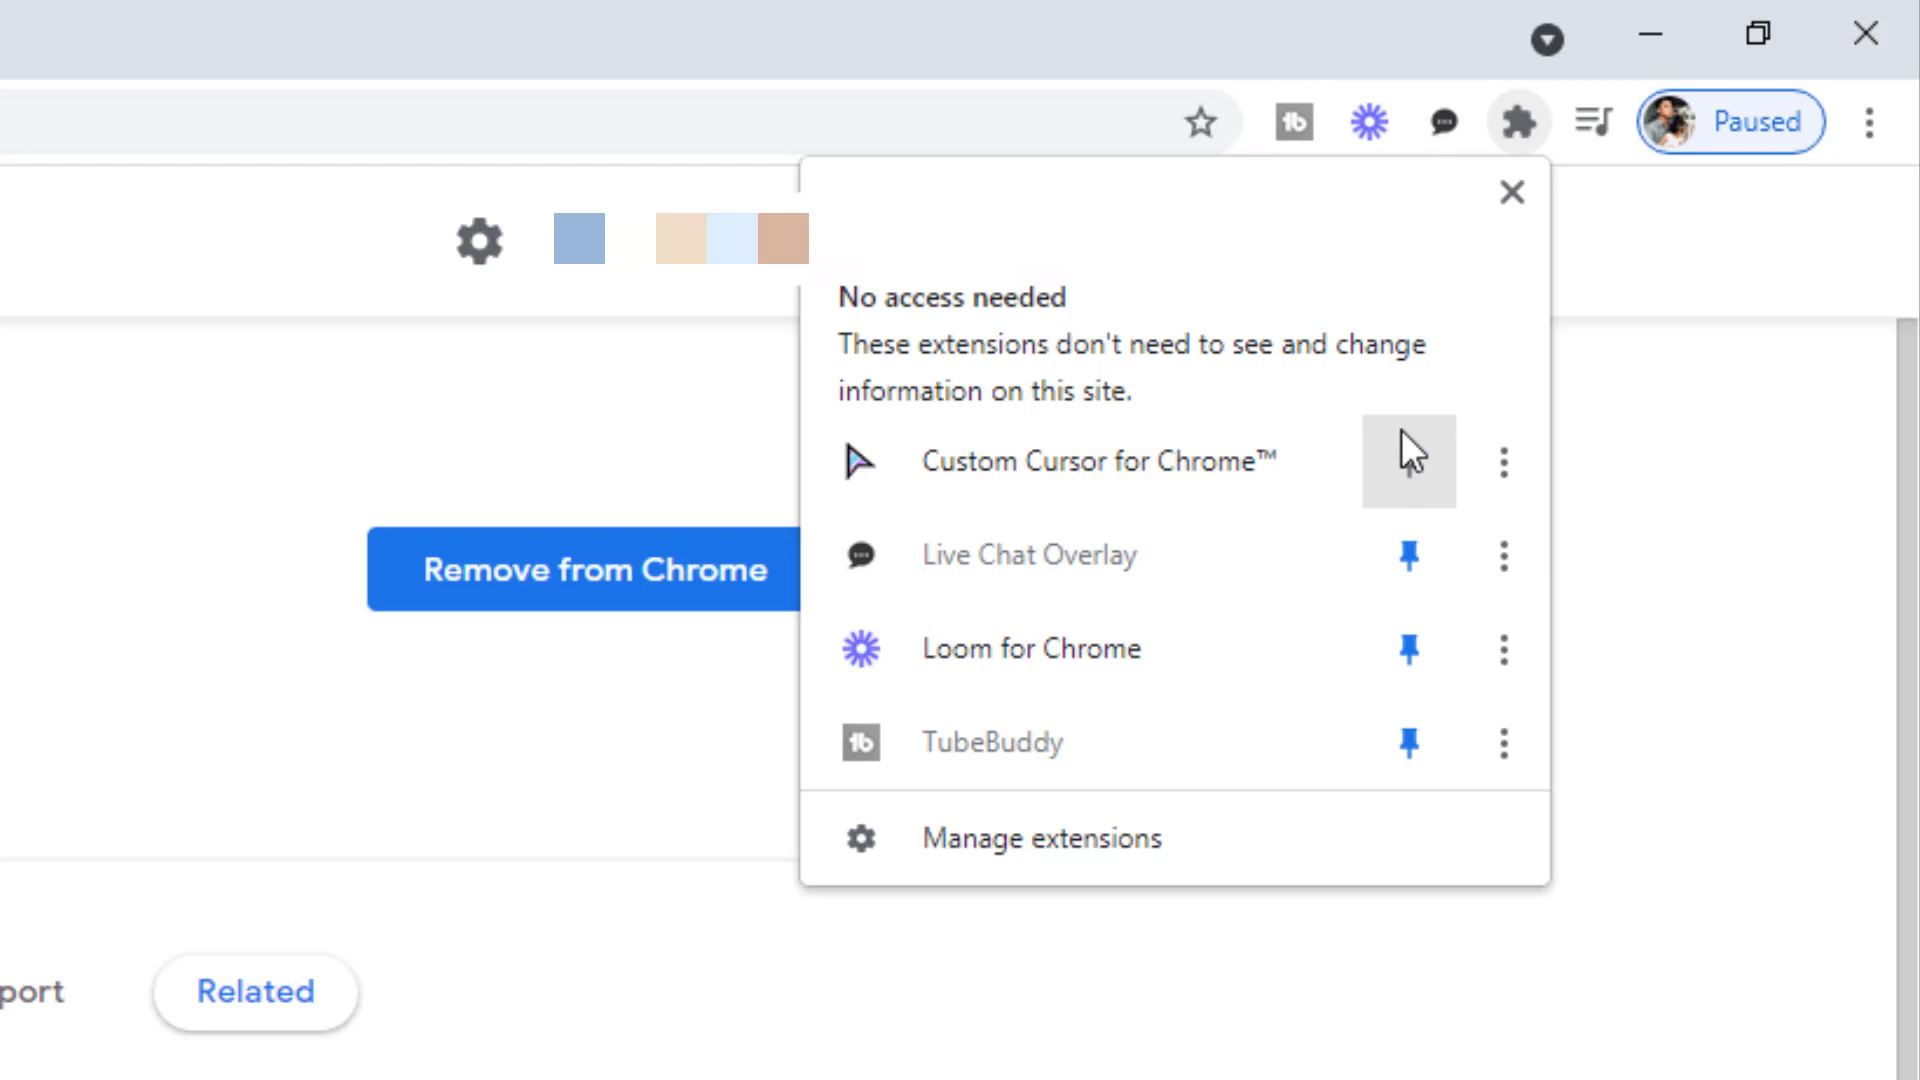 Paused
No access needed
These extensions don't need to see and change
information on this site.
Custom Cursor for Chrome™
Live Chat Overlay
Remove from Chrome
Loom for Chrome
tb TubeBuddy
Manage extensions
port
Related